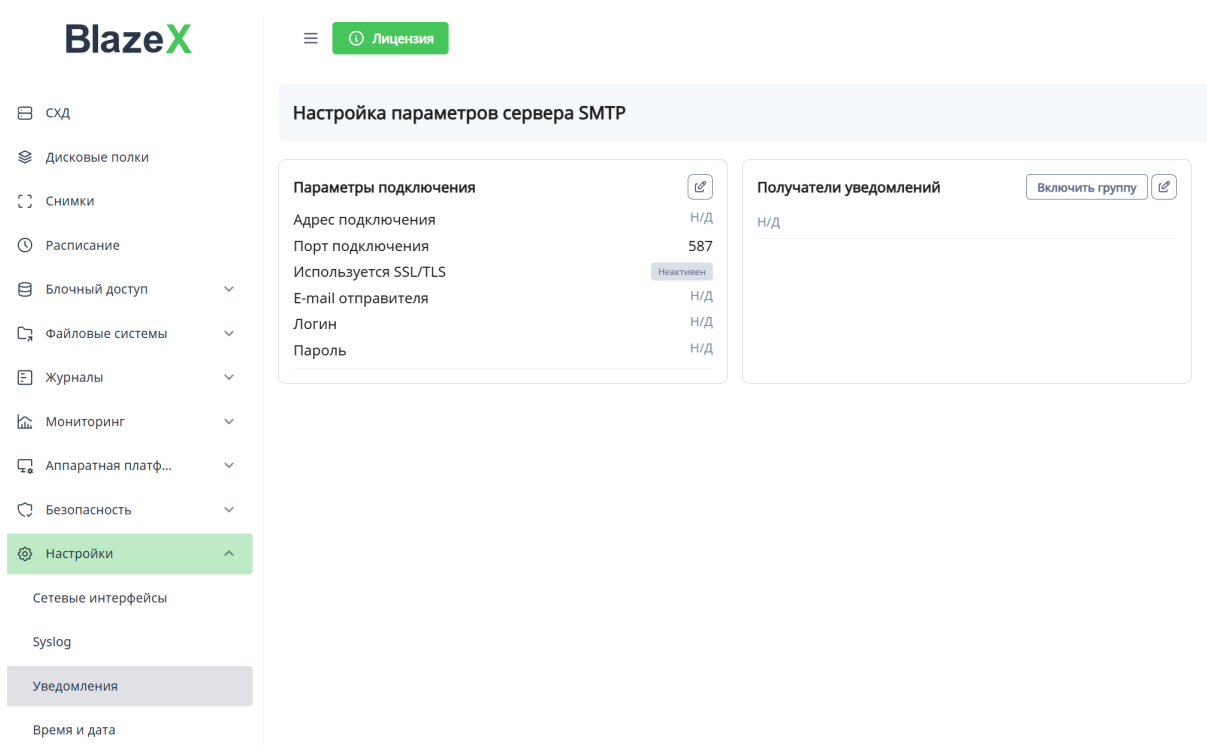 BlazeX
Лицензия
СХД
Дисковые полки
Снимки
Расписание
Блочный доступ
Файловые системы
Журналы
Мониторинг
Аппаратная платф...
Безопасность
Настройки
Сетевые интерфейсы
Syslog
Уведомления
Время и дата
Настройка параметров сервера SMTP
Параметры подключения
Адрес подключения Н/Д
Порт подключения 587
Используется SSL/TLS Неактивен
E-mail отправителя Н/Д
Логин Н/Д
Пароль Н/Д
Получатели уведомлений Включить группу
Н/Д